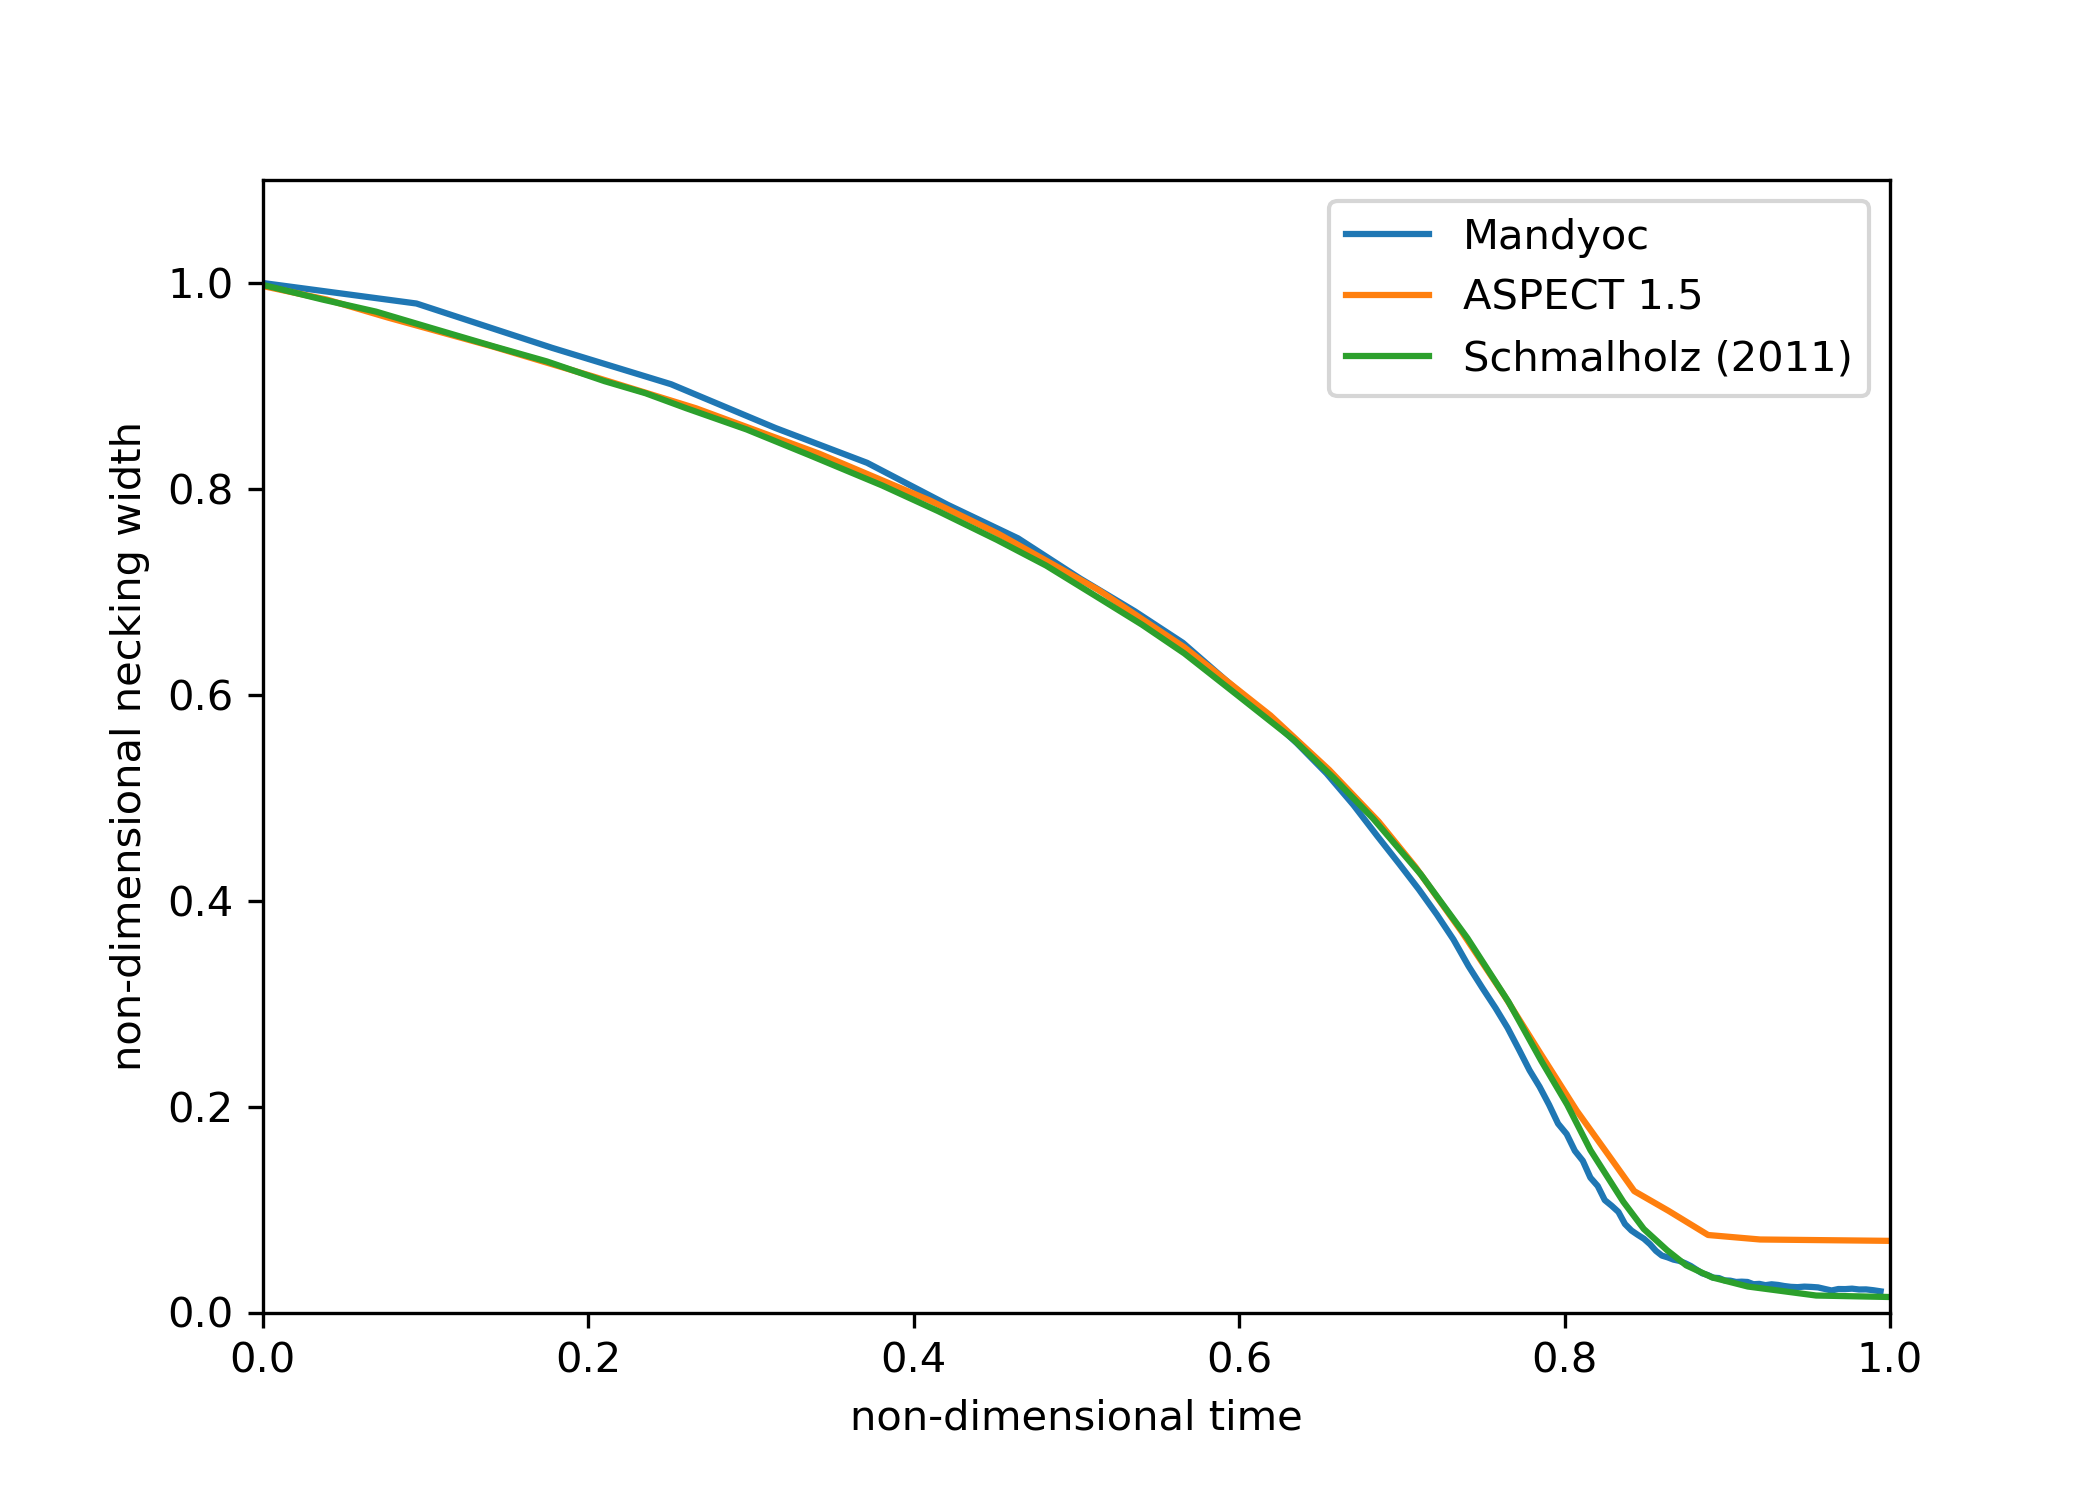 Mandyoc
ASPECT 1.5
Schmalholz (2011)
non-dimensional necking width
1.0
0.8
0.6
0.4
0.2
0.0
0.0 0.2 0.4 0.6 0.8 1.0
non-dimensional time